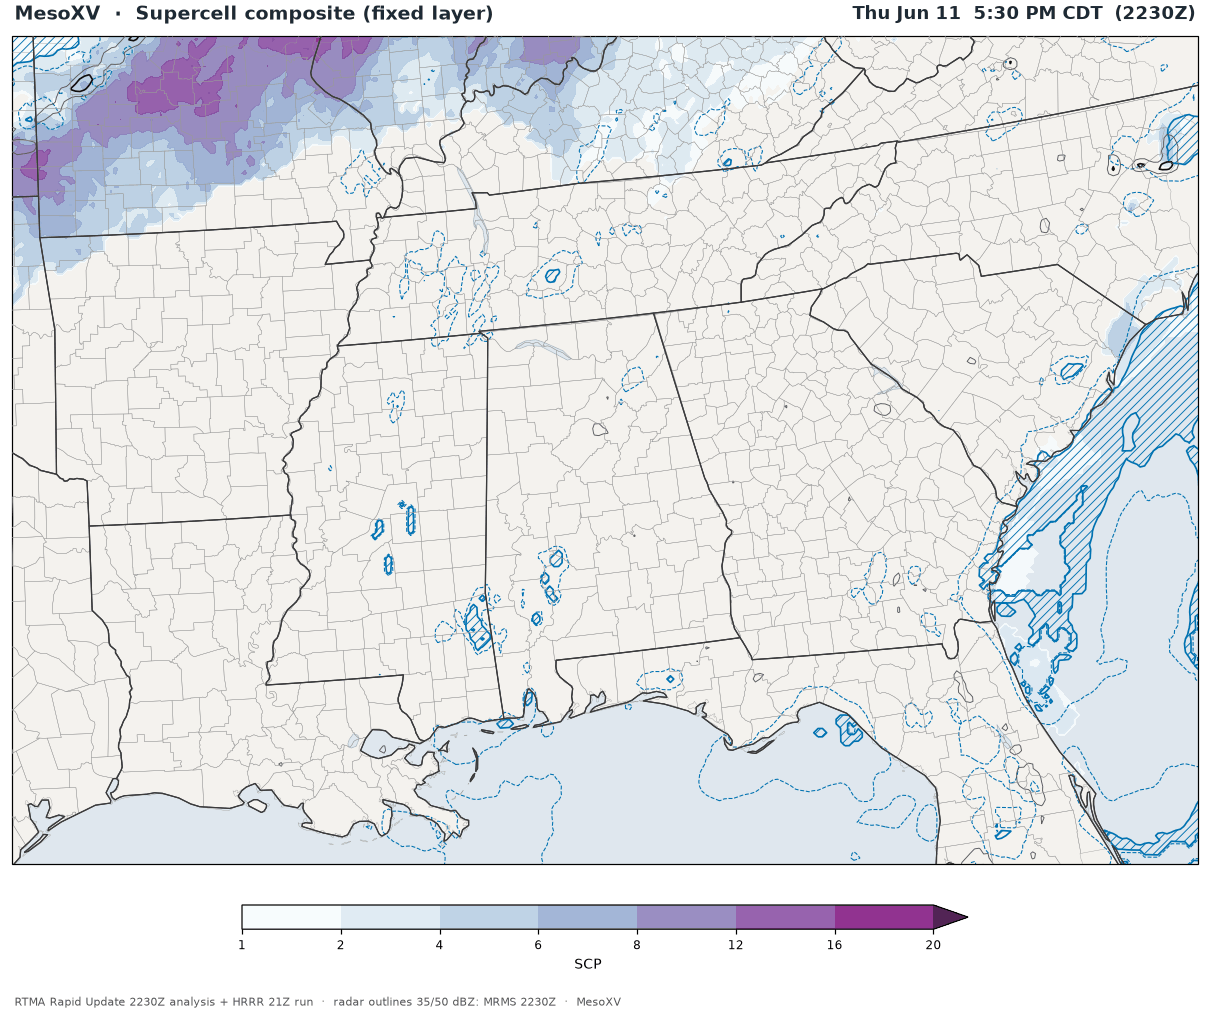 MesoXV · Supercell composite (fixed layer)
Thu Jun 11 5:30 PM CDT (2230Z)
1 2 4 6 8 12 16 20
SCP
RTMA Rapid Update 2230Z analysis + HRRR 21Z run · radar outlines 35/50 dBZ: MRMS 2230Z · MesoXV